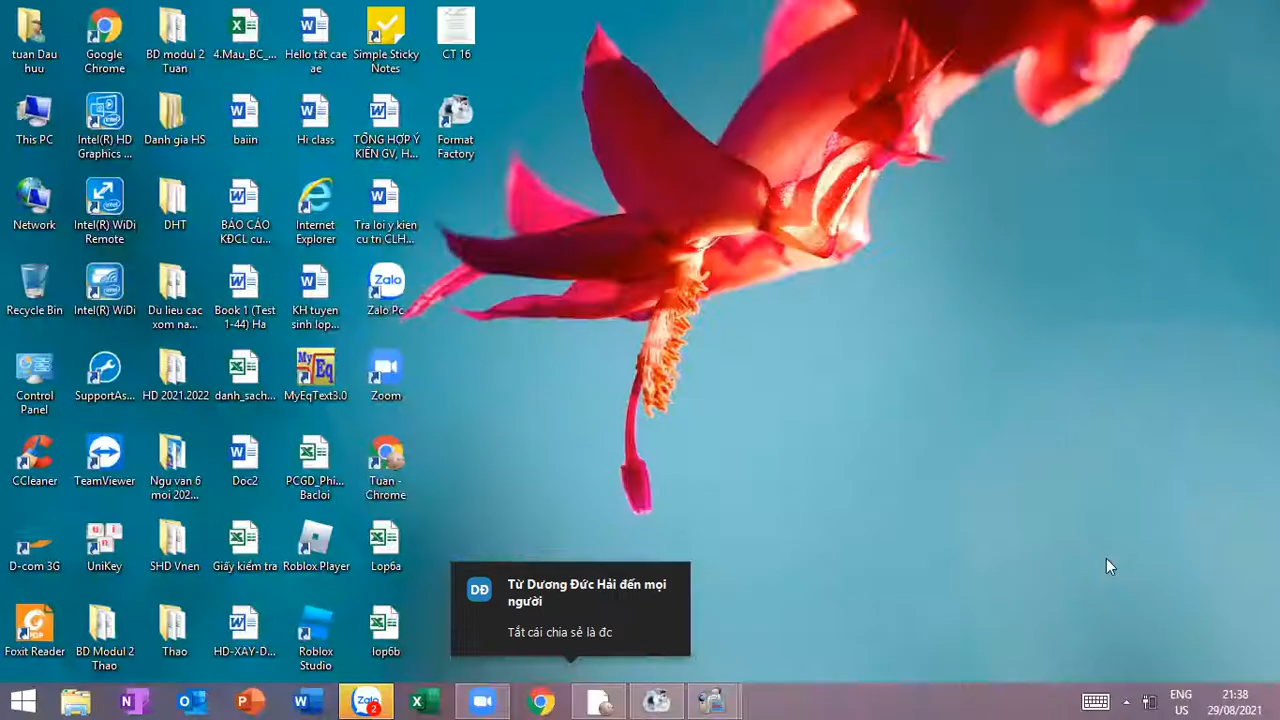 tuan Dau
huu
Google
Chrome
BD modul 2
Tuan
4.Mau_BC_...
Hello tất cae
ae
Simple Sticky
Notes
CT 16
This PC
Intel(R) HD
Graphics ...
Danh gia HS
baiin
Hi class
TỔNG HỢP Ý
KIẾN GV, H...
Format
Factory
Network
Intel(R) WiDi
Remote
DHT
BÁO CÁO
KĐCL cu...
Internet
Explorer
Tra loi y kien
cu tri CLH...
Recycle Bin
Intel(R) WiDi
Du lieu cac
xom na...
Book 1 (Test
1-44) Ha
KH tuyen
sinh lop...
Zalo
Zalo Pc
Control
Panel
SupportAs...
HD 2021.2022
danh_sach...
My
Eq
MyEqText3.0
Zoom
CCleaner
TeamViewer
Ngu van 6
moi 202...
Doc2
PCGD_Phi...
Bacloi
Tuan -
Chrome
D-com 3G
UniKey
SHD Vnen
Giấy kiểm tra
Roblox Player
Lop6a
Foxit Reader
BD Modul 2
Thao
Thao
HD-XAY-D...
Roblox
Studio
lop6b
DĐ
Từ Dương Đức Hải đến mọi
người
Tắt cái chia sẻ là đc
Zalo
2
ENG
US
21:38
29/08/2021